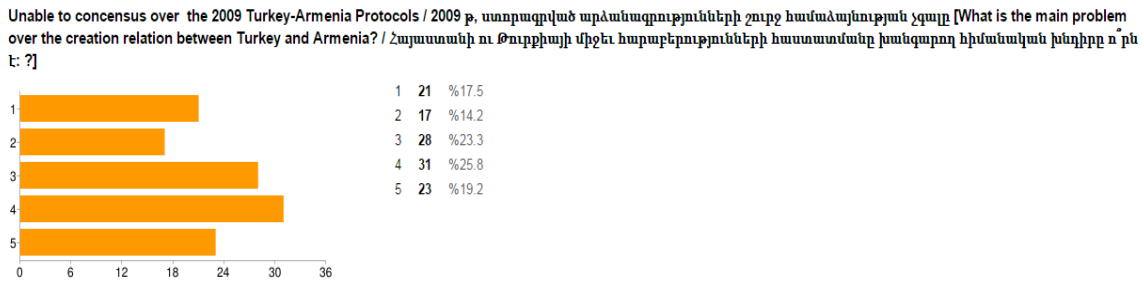 Unable to concensus over the 2009 Turkey-Armenia Protocols / 2009 թ, ստորագրված արձանագրությունների շուրջ համաձայնության չգալը [What is the main problem
over the creation relation between Turkey and Armenia? / Հայաստանի ու Թուրքիայի միջեւ հարաբերությունների հաստատմանը խանգարող հիմանական խնդիրը ո՞րն
է: ?]
1 21 %17.5
2 17 %14.2
3 28 %23.3
4 31 %25.8
5 23 %19.2
1
2
3
4
5
0 6 12 18 24 30 36